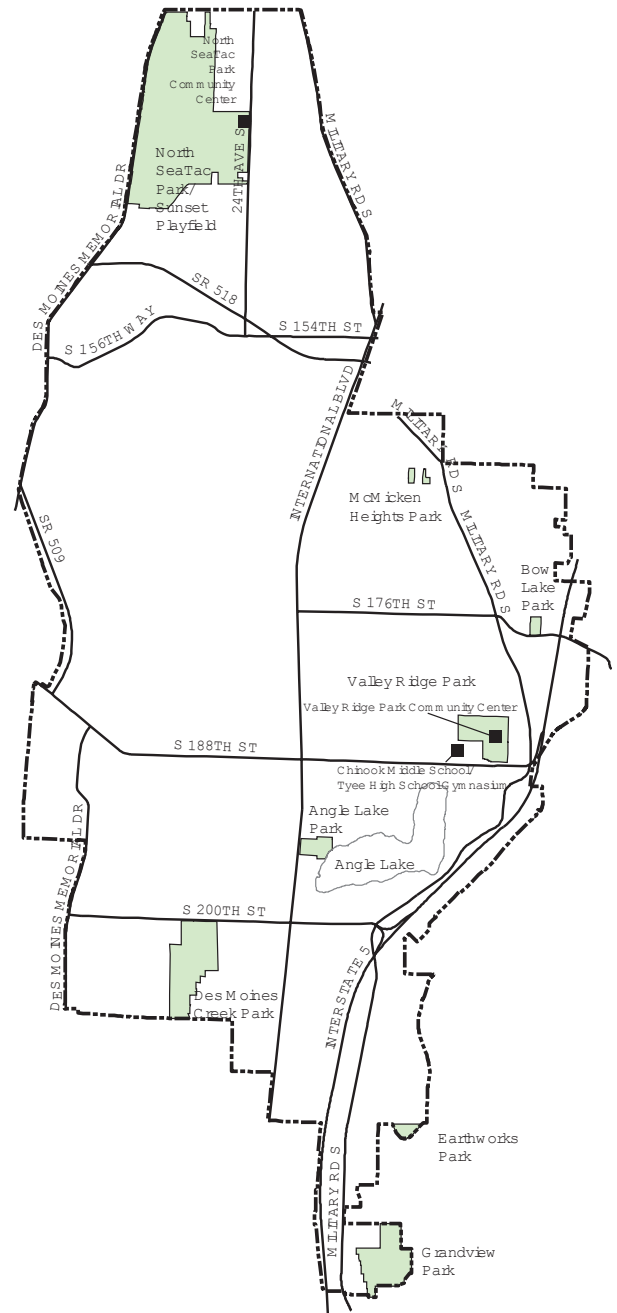 North
SeaTac
Park
Community
Center
MILITARY RD S
24TH AVE S
North
SeaTac
Park/
Sunset
Playfield
DES MOINES MEMORIAL DR
SR 518
S 154TH ST
S 156TH WAY
INTERNATIONAL BLVD
MILITARY RD S
McMicken
Heights Park
MILITARY RD S
SR 509
Bow
Lake
Park
S 176TH ST
Valley Ridge Park
Valley Ridge Park Community Center
S 188TH ST
Chinook Middle School/
Tyee High School Gymnasium
Angle Lake
Park
Angle Lake
DES MOINES MEMORIAL DR
S 200TH ST
INTERSTATE 5
Des Moines
Creek Park
Earthworks
Park
MILITARY RD S
Grandview
Park